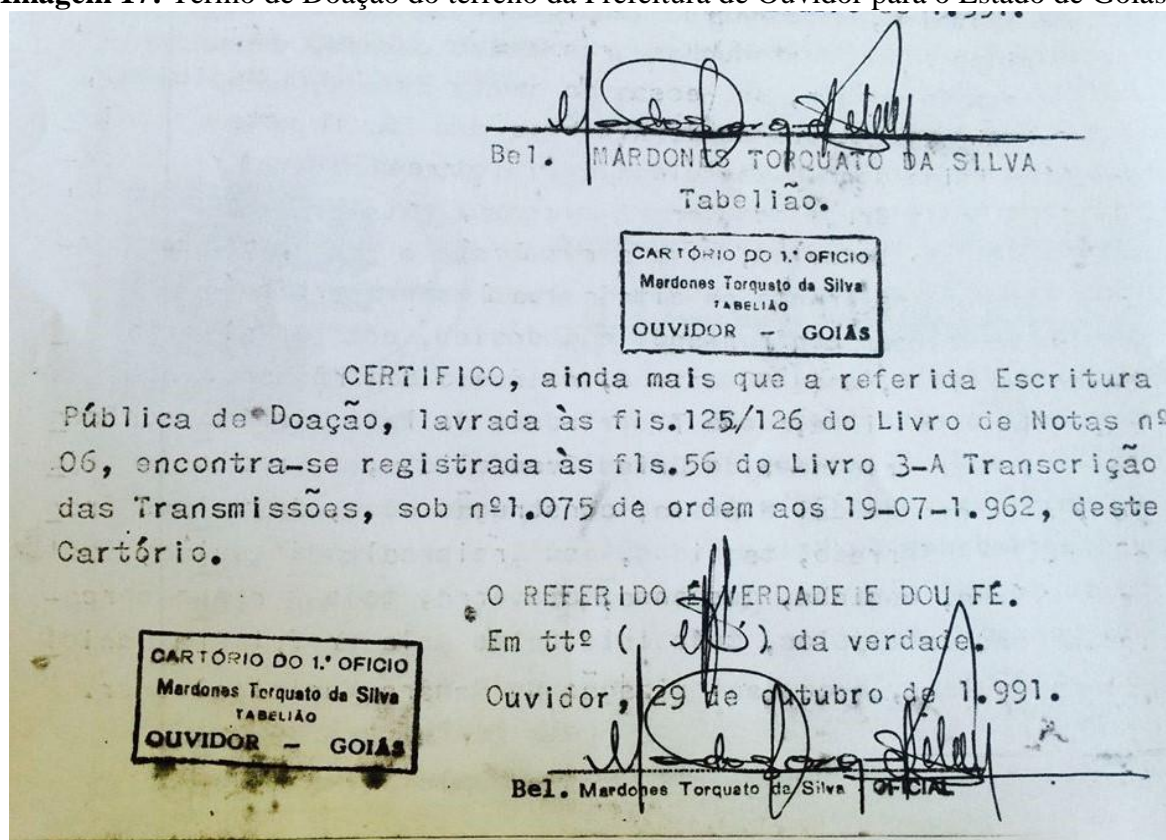 Imagem 17: Termo de Doação do terreno da Prefeitura de Ouvidor para o Estado de Goiás
Bel. MARDONES TORQUATO DA SILVA
Tabelião.
CARTÓRIO DO 1.º OFICIO
Mardones Torquato da Silva
TABELIÃO
OUVIDOR — GOIÁS
CERTIFICO, ainda mais que a referida Escritura
Pública de Doação, lavrada às fls.125/126 do Livro de Notas nº
06, encontra-se registrada às fls.56 do Livro 3-A Transcrição
das Transmissões, sob nº1.075 de ordem aos 19-07-1.962, deste
Cartório.
O REFERIDO É VERDADE E DOU FÉ.
Em ttº ( ), da verdade.
Ouvidor, 29 de outubro de 1.991.
CARTÓRIO DO 1.º OFICIO
Mardones Torquato da Silva
TABELIÃO
OUVIDOR — GOIÁS
Bel. Mardones Torquato da Silva OFICIAL